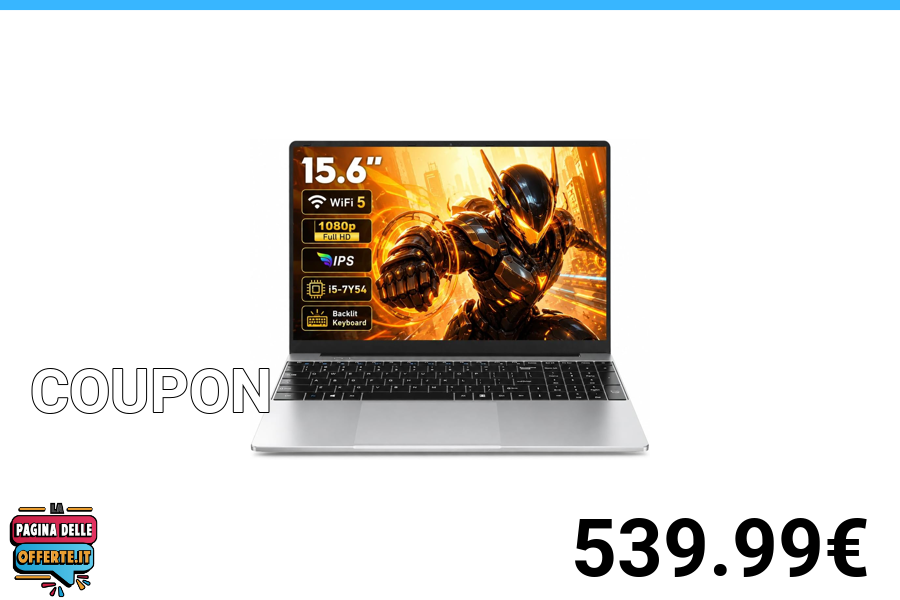 15.6"
WiFi 5
1080p
Full HD
IPS
i5-7Y54
Backlit
Keyboard
COUPON
LA
PAGINA DELLE
OFFERTE.IT
539.99€